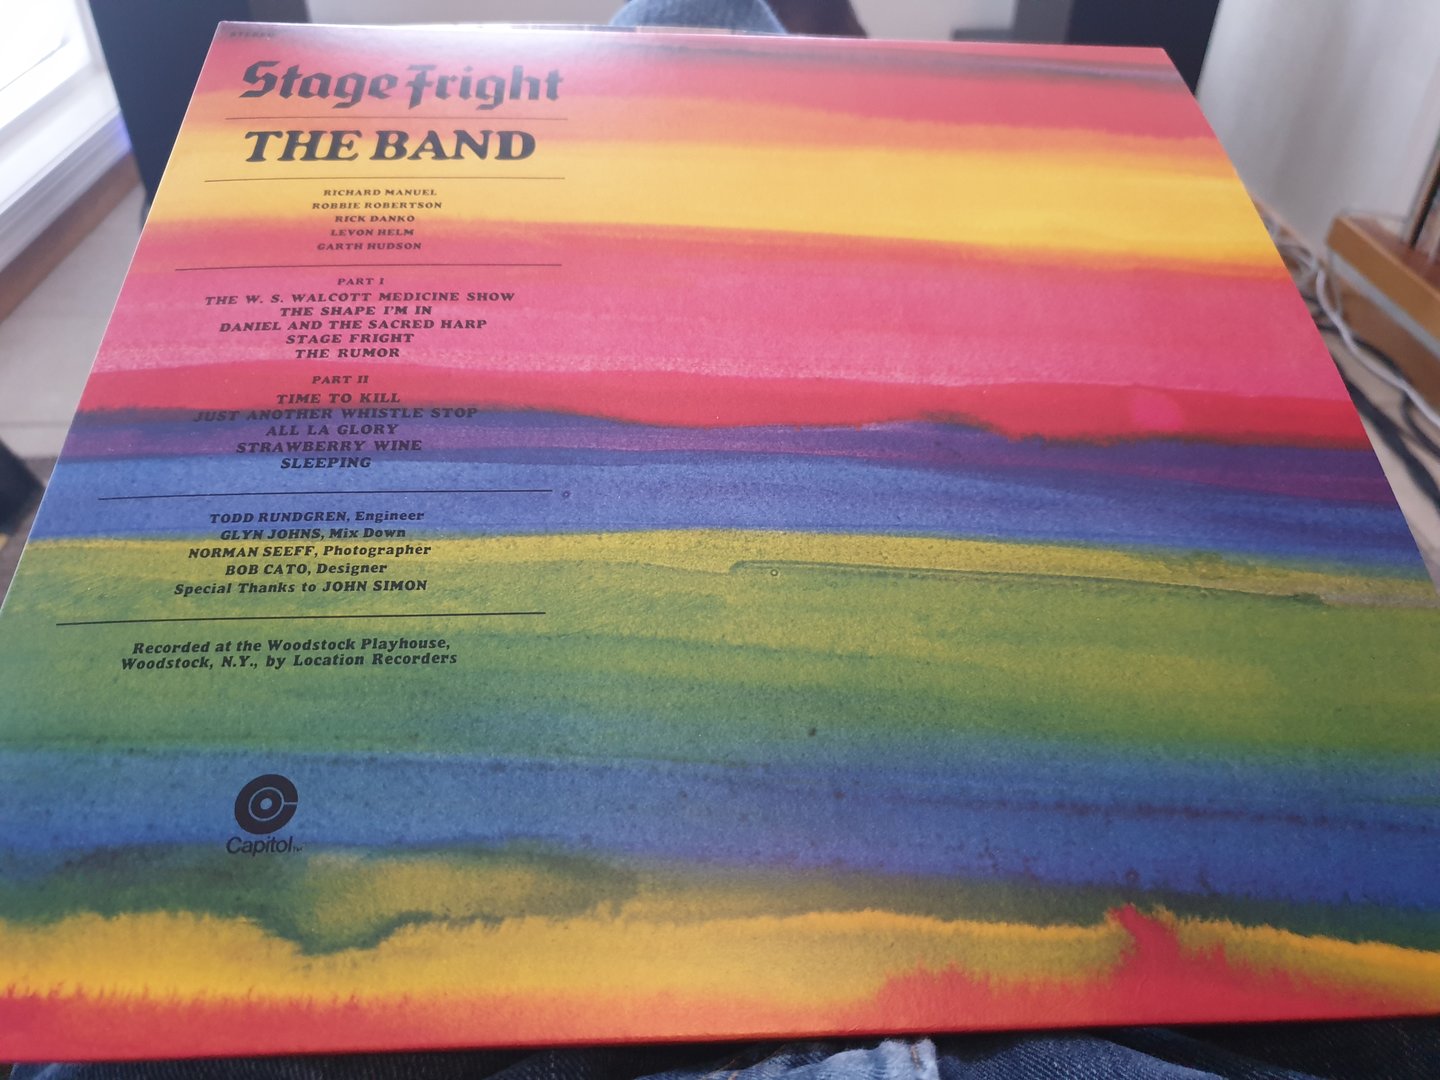 STEREO
Stage Fright
THE BAND
RICHARD MANUEL
ROBBIE ROBERTSON
RICK DANKO
LEVON HELM
GARTH HUDSON
PART I
THE W. S. WALCOTT MEDICINE SHOW
THE SHAPE I'M IN
DANIEL AND THE SACRED HARP
STAGE FRIGHT
THE RUMOR
PART II
TIME TO KILL
JUST ANOTHER WHISTLE STOP
ALL LA GLORY
STRAWBERRY WINE
SLEEPING
TODD RUNDGREN, Engineer
GLYN JOHNS, Mix Down
NORMAN SEEFF, Photographer
BOB CATO, Designer
Special Thanks to JOHN SIMON
Recorded at the Woodstock Playhouse,
Woodstock, N.Y., by Location Recorders
Capitol TM